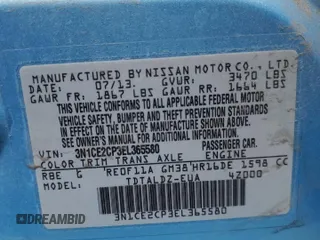 MANUFACTURED BY NISSAN MOTOR CO., LTD.
DATE: 07/13. GVWR: 3470 LBS
GAWR FR: 1867 LBS GAWR RR: 1664 LBS
THIS VEHICLE CONFORMS TO ALL APPLICABLE FEDERAL MOTOR
VEHICLE SAFETY, BUMPER AND THEFT PREVENTION STANDARDS
IN EFFECT ON THE DATE OF MANUFACTURE SHOWN ABOVE.
SEE OWNER'S MANUAL FOR ADDITIONAL INFORMATION.
VIN: 3N1CE2CP3EL365580 PASSENGER CAR.
COLOR TRIM TRANS AXLE ENGINE
RBE G RE0F11A GM38 HR16DE 1598 CC
TDTALDZ-EUA 4Z000
3N1CE2CP3EL365580